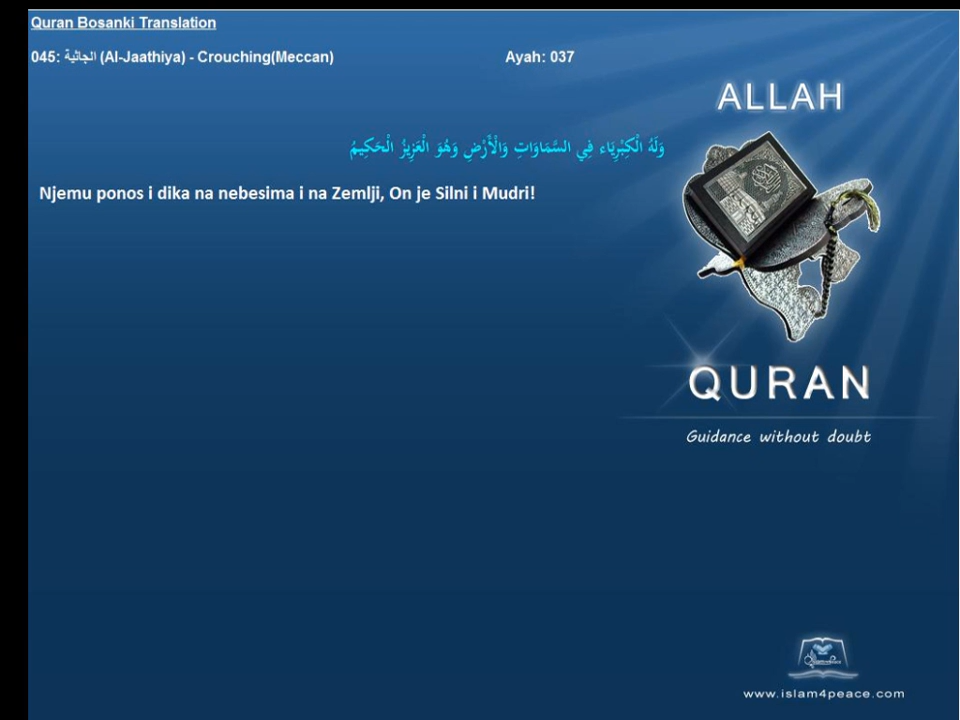 Quran Bosanki Translation
045: الجاثية (Al-Jaathiya) - Crouching(Meccan) Ayah: 037
ALLAH
وَلَهُ الْكِبْرِيَاء فِي السَّمَاوَاتِ وَالْأَرْضِ وَهُوَ الْعَزِيزُ الْحَكِيمُ
Njemu ponos i dika na nebesima i na Zemlji, On je Silni i Mudri!
QURAN
Guidance without doubt
www.islam4peace.com